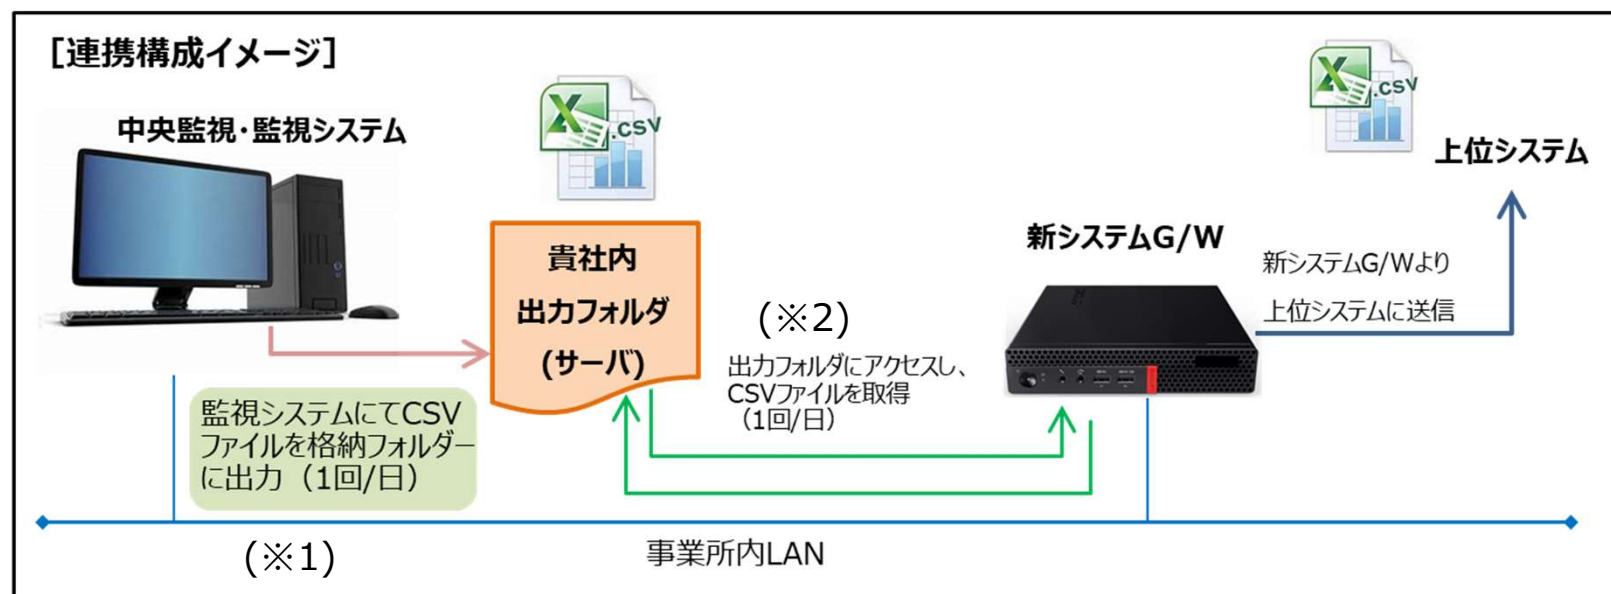 [連携構成イメージ]
中央監視・監視システム
.CSV
貴社内
出力フォルダ
(サーバ)
監視システムにてCSV
ファイルを格納フォルダー
に出力（1回/日）
(※1)
(※2)
出力フォルダにアクセスし、
CSVファイルを取得
（1回/日）
新システムG/W
新システムG/Wより
上位システムに送信
.CSV
上位システム
事業所内LAN